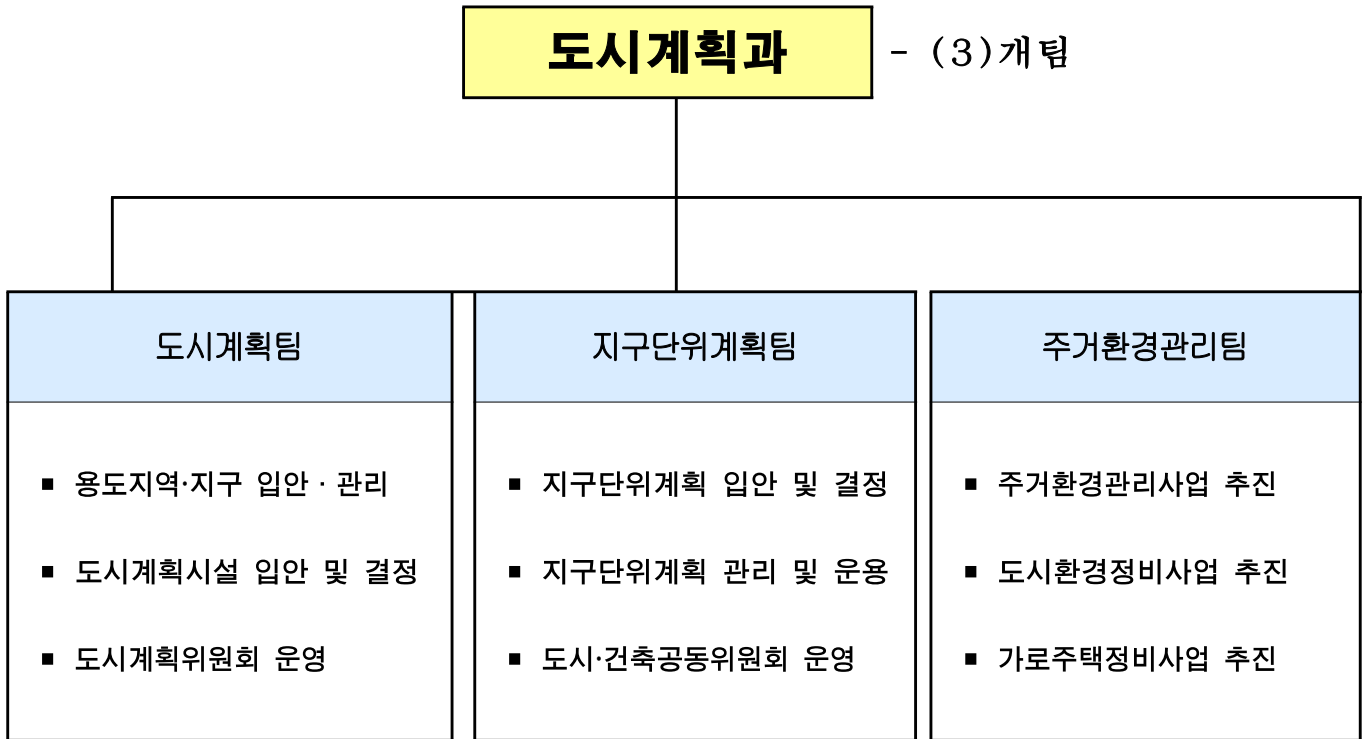 도시계획과 - (3)개팀
도시계획팀
■ 용도지역·지구 입안 · 관리
■ 도시계획시설 입안 및 결정
■ 도시계획위원회 운영
지구단위계획팀
■ 지구단위계획 입안 및 결정
■ 지구단위계획 관리 및 운용
■ 도시·건축공동위원회 운영
주거환경관리팀
■ 주거환경관리사업 추진
■ 도시환경정비사업 추진
■ 가로주택정비사업 추진